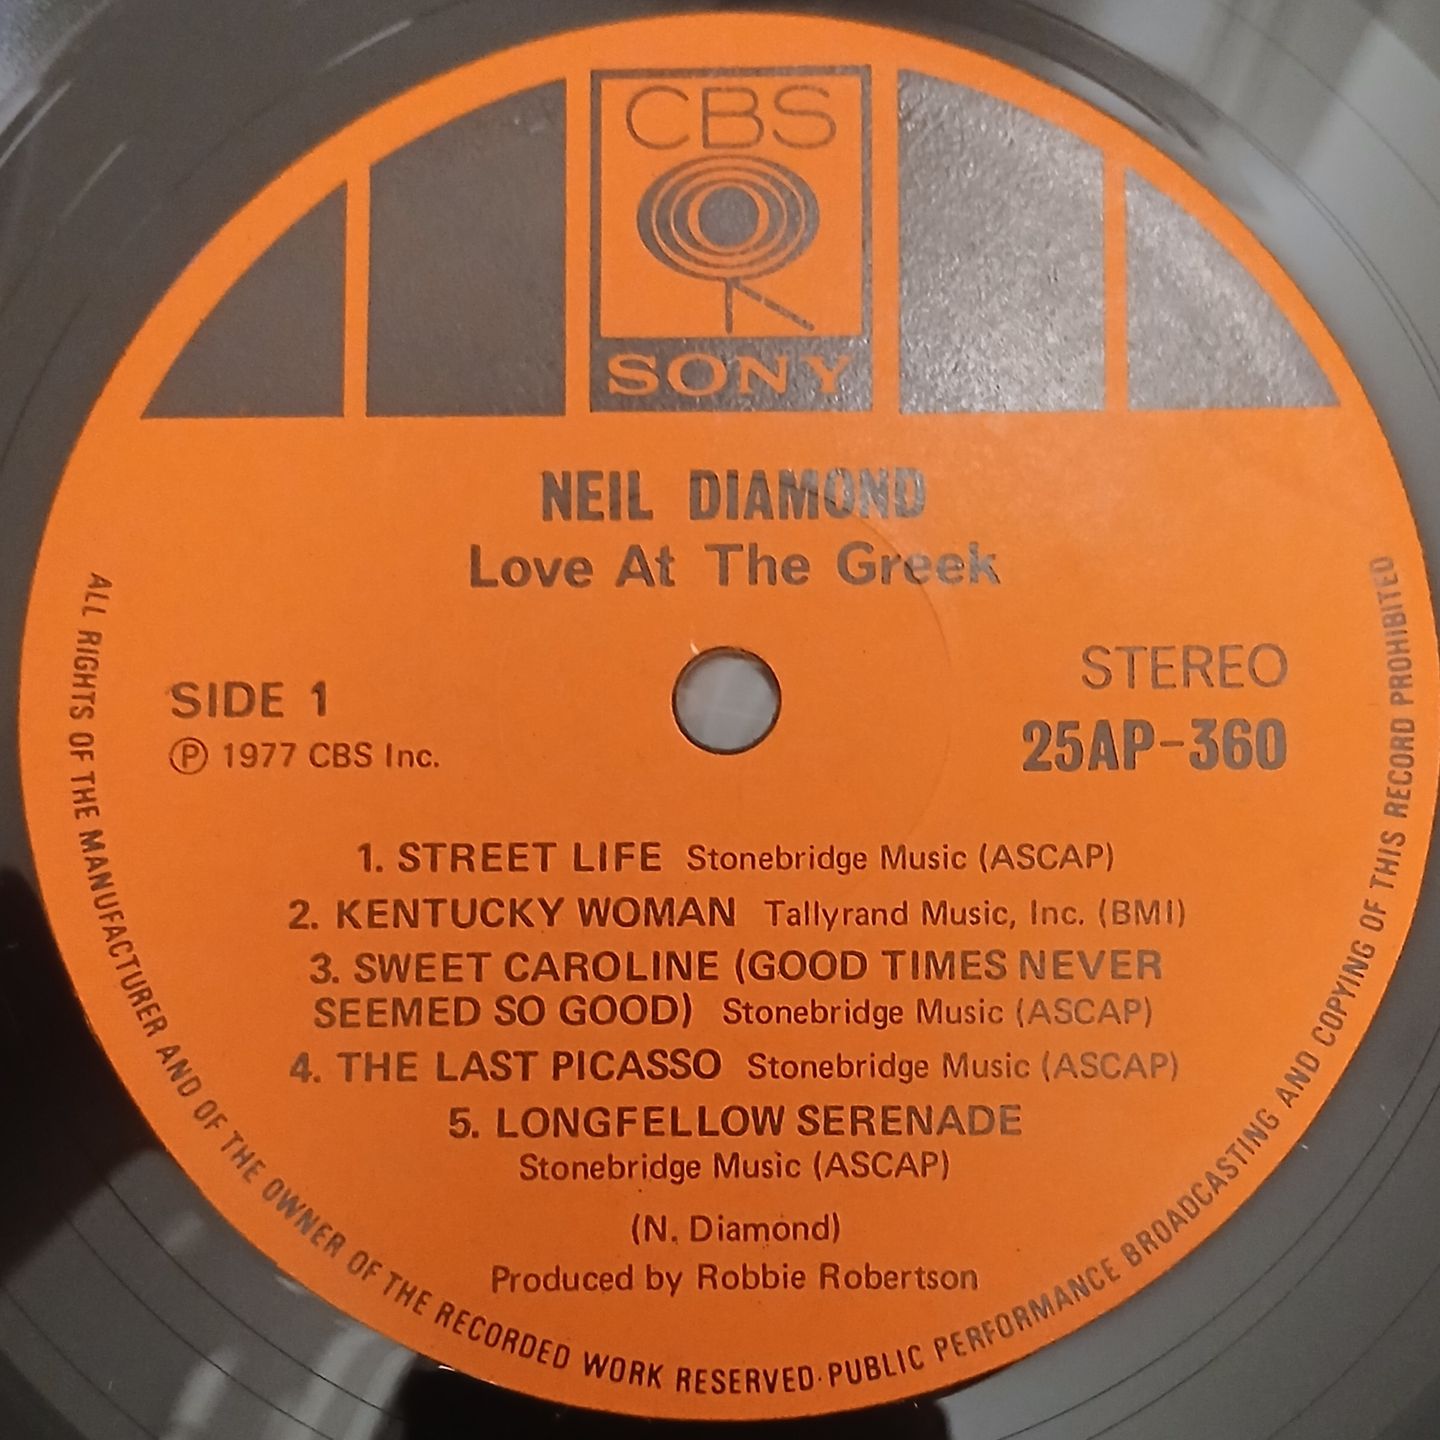 CBS
SONY
NEIL DIAMOND
Love At The Greek
STEREO
SIDE 1
25AP-360
Ⓟ 1977 CBS Inc.
1. STREET LIFE Stonebridge Music (ASCAP)
2. KENTUCKY WOMAN Tallyrand Music, Inc. (BMI)
3. SWEET CAROLINE (GOOD TIMES NEVER
SEEMED SO GOOD) Stonebridge Music (ASCAP)
4. THE LAST PICASSO Stonebridge Music (ASCAP)
5. LONGFELLOW SERENADE
Stonebridge Music (ASCAP)
(N. Diamond)
Produced by Robbie Robertson
ALL RIGHTS OF THE MANUFACTURER AND OF THE OWNER OF THE RECORDED WORK RESERVED·PUBLIC PERFORMANCE BROADCASTING AND COPYING OF THIS RECORD PROHIBITED